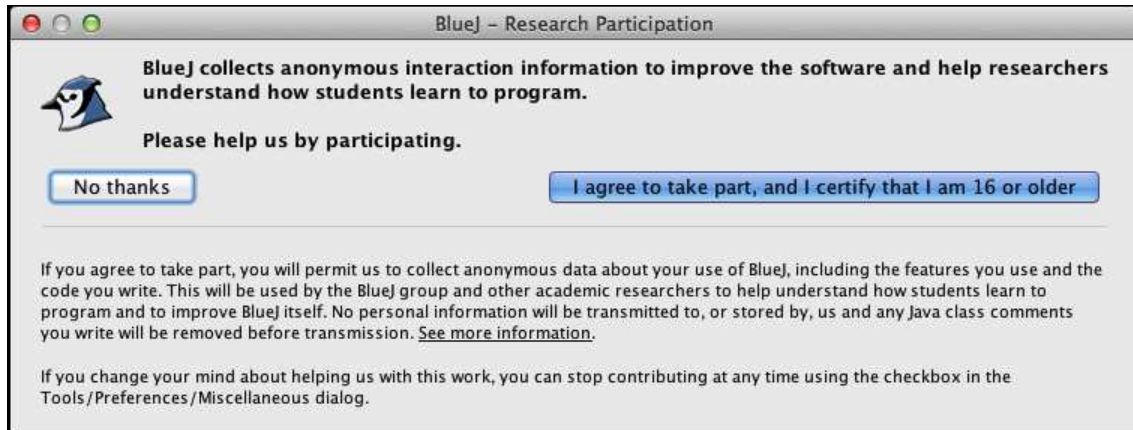 BlueJ – Research Participation
BlueJ collects anonymous interaction information to improve the software and help researchers
understand how students learn to program.
Please help us by participating.
No thanks
I agree to take part, and I certify that I am 16 or older
If you agree to take part, you will permit us to collect anonymous data about your use of BlueJ, including the features you use and the
code you write. This will be used by the BlueJ group and other academic researchers to help understand how students learn to
program and to improve BlueJ itself. No personal information will be transmitted to, or stored by, us and any Java class comments
you write will be removed before transmission. See more information.
If you change your mind about helping us with this work, you can stop contributing at any time using the checkbox in the
Tools/Preferences/Miscellaneous dialog.